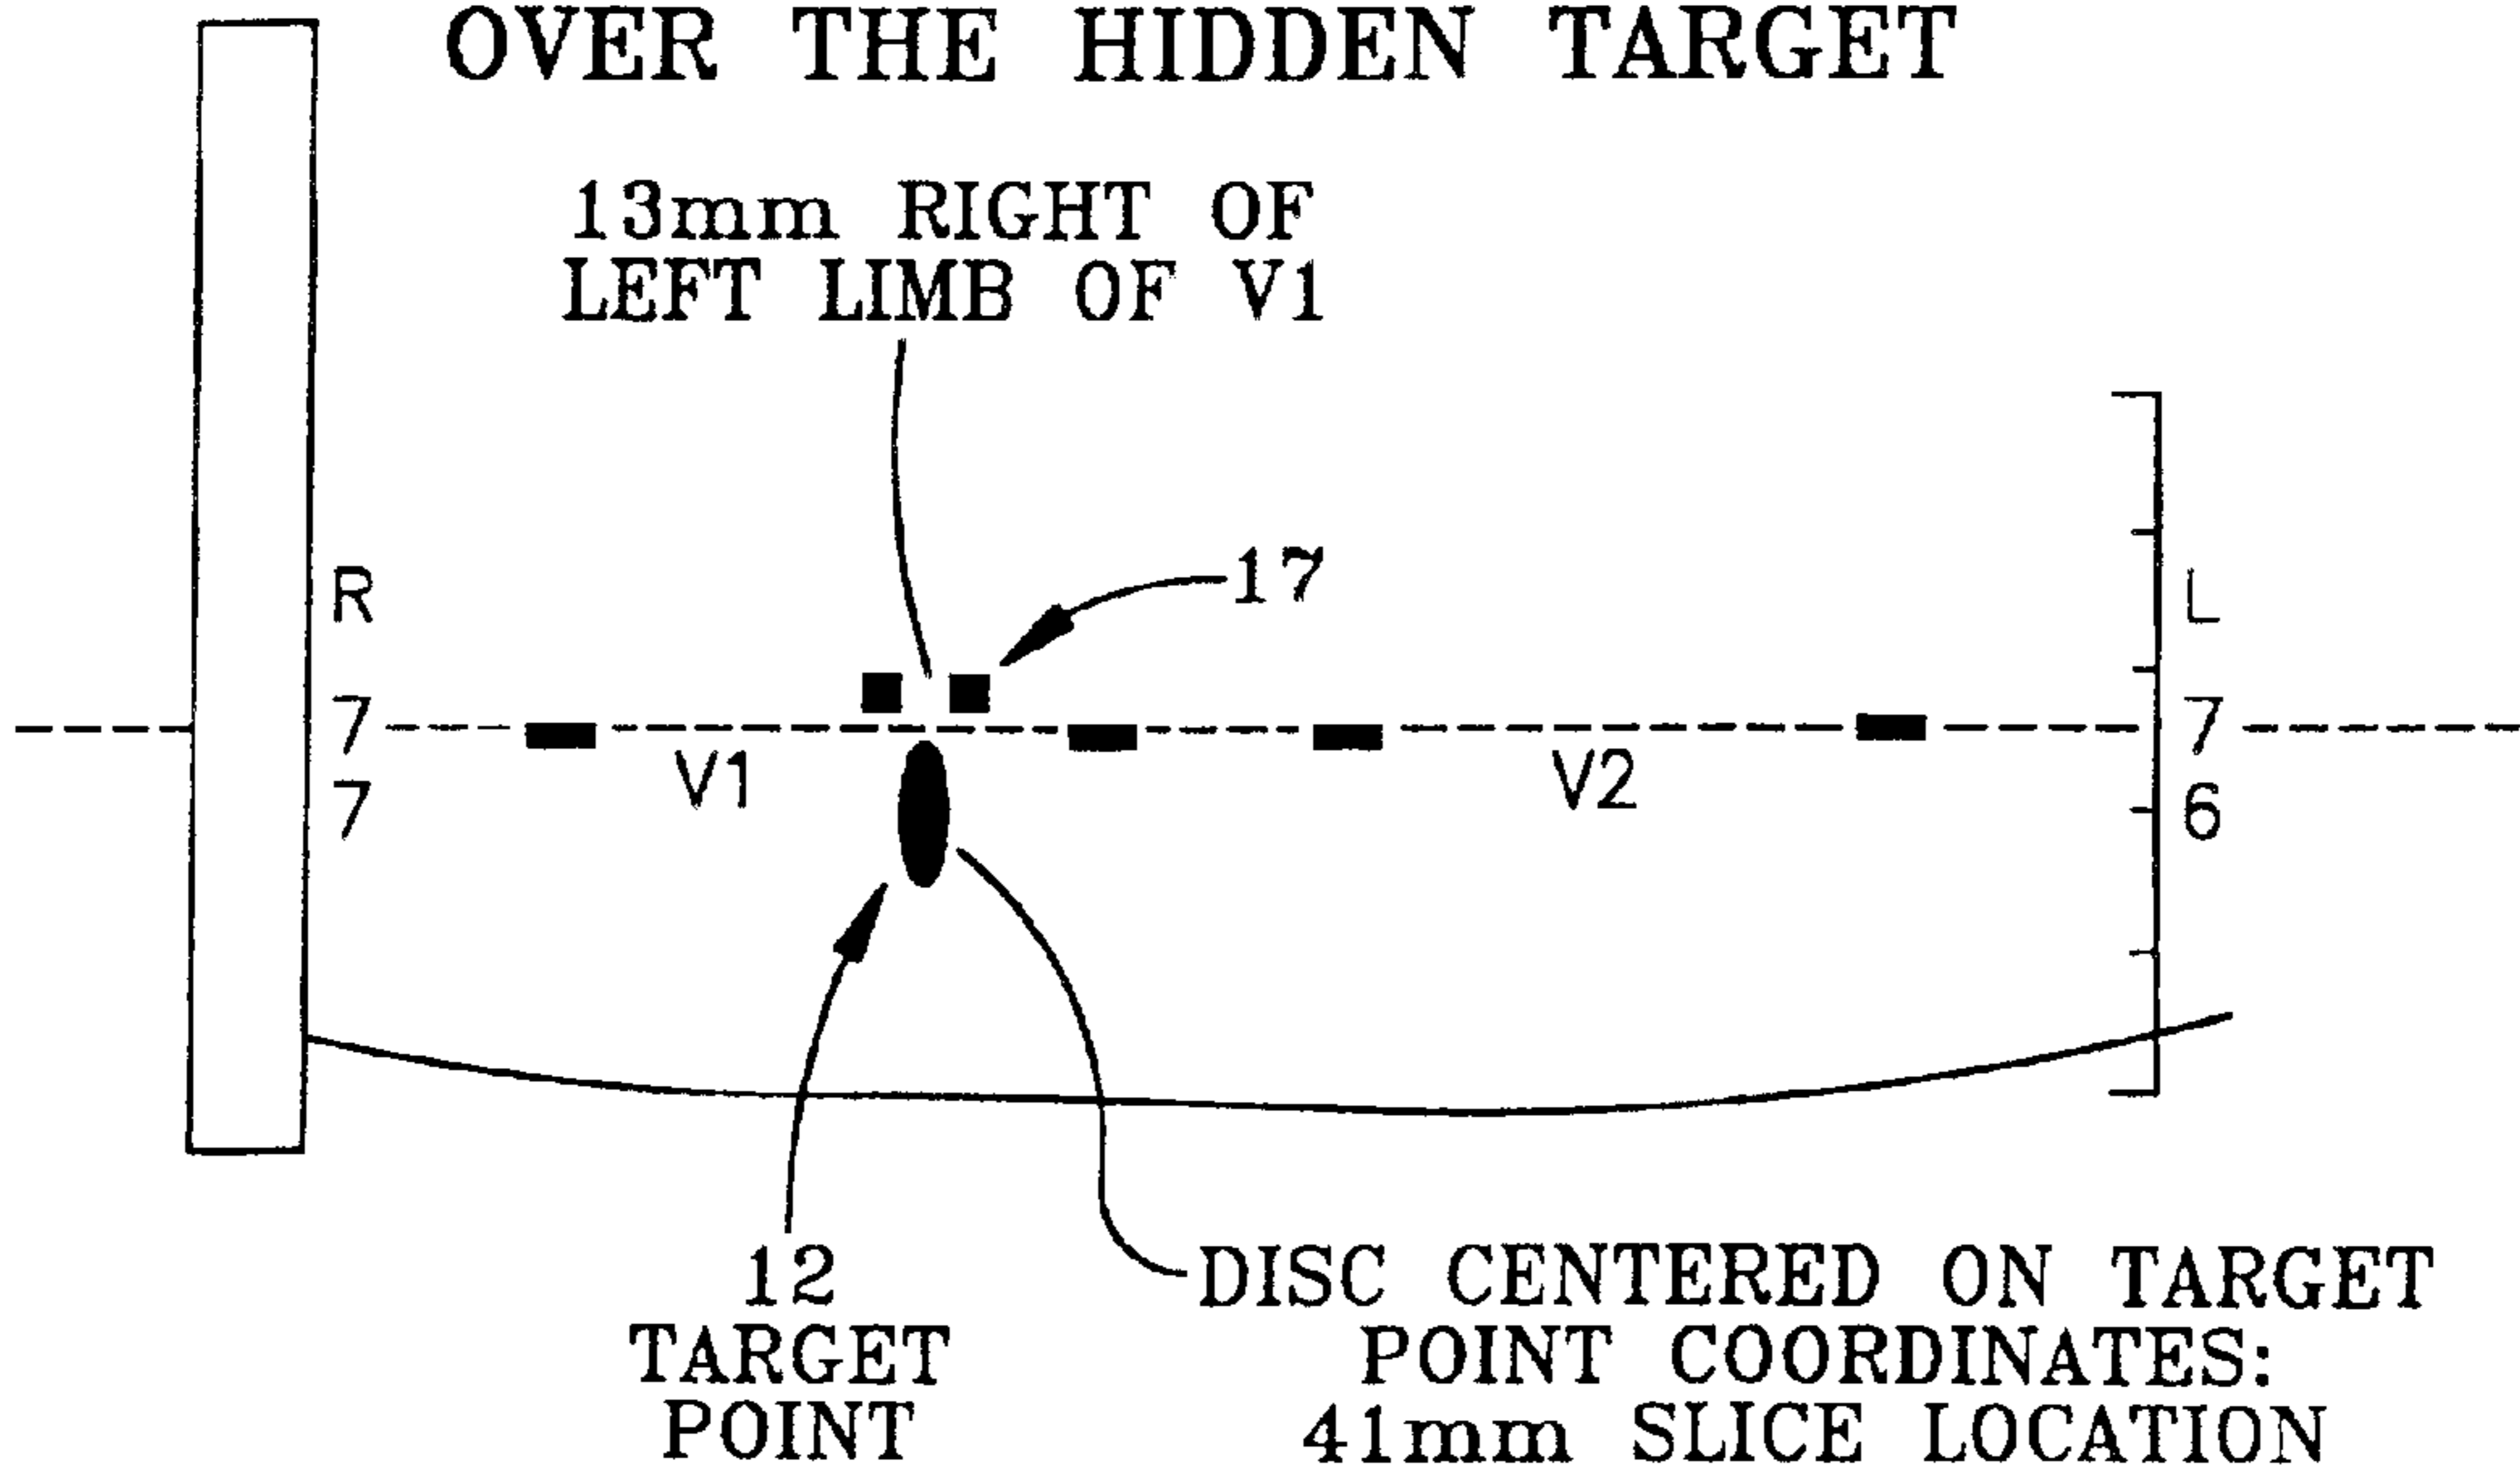 OVER THE HIDDEN TARGET
13mm RIGHT OF
LEFT LIMB OF V1
17
R
7
7
L
7
6
V1
V2
12
TARGET
POINT
DISC CENTERED ON TARGET
POINT COORDINATES:
41mm SLICE LOCATION